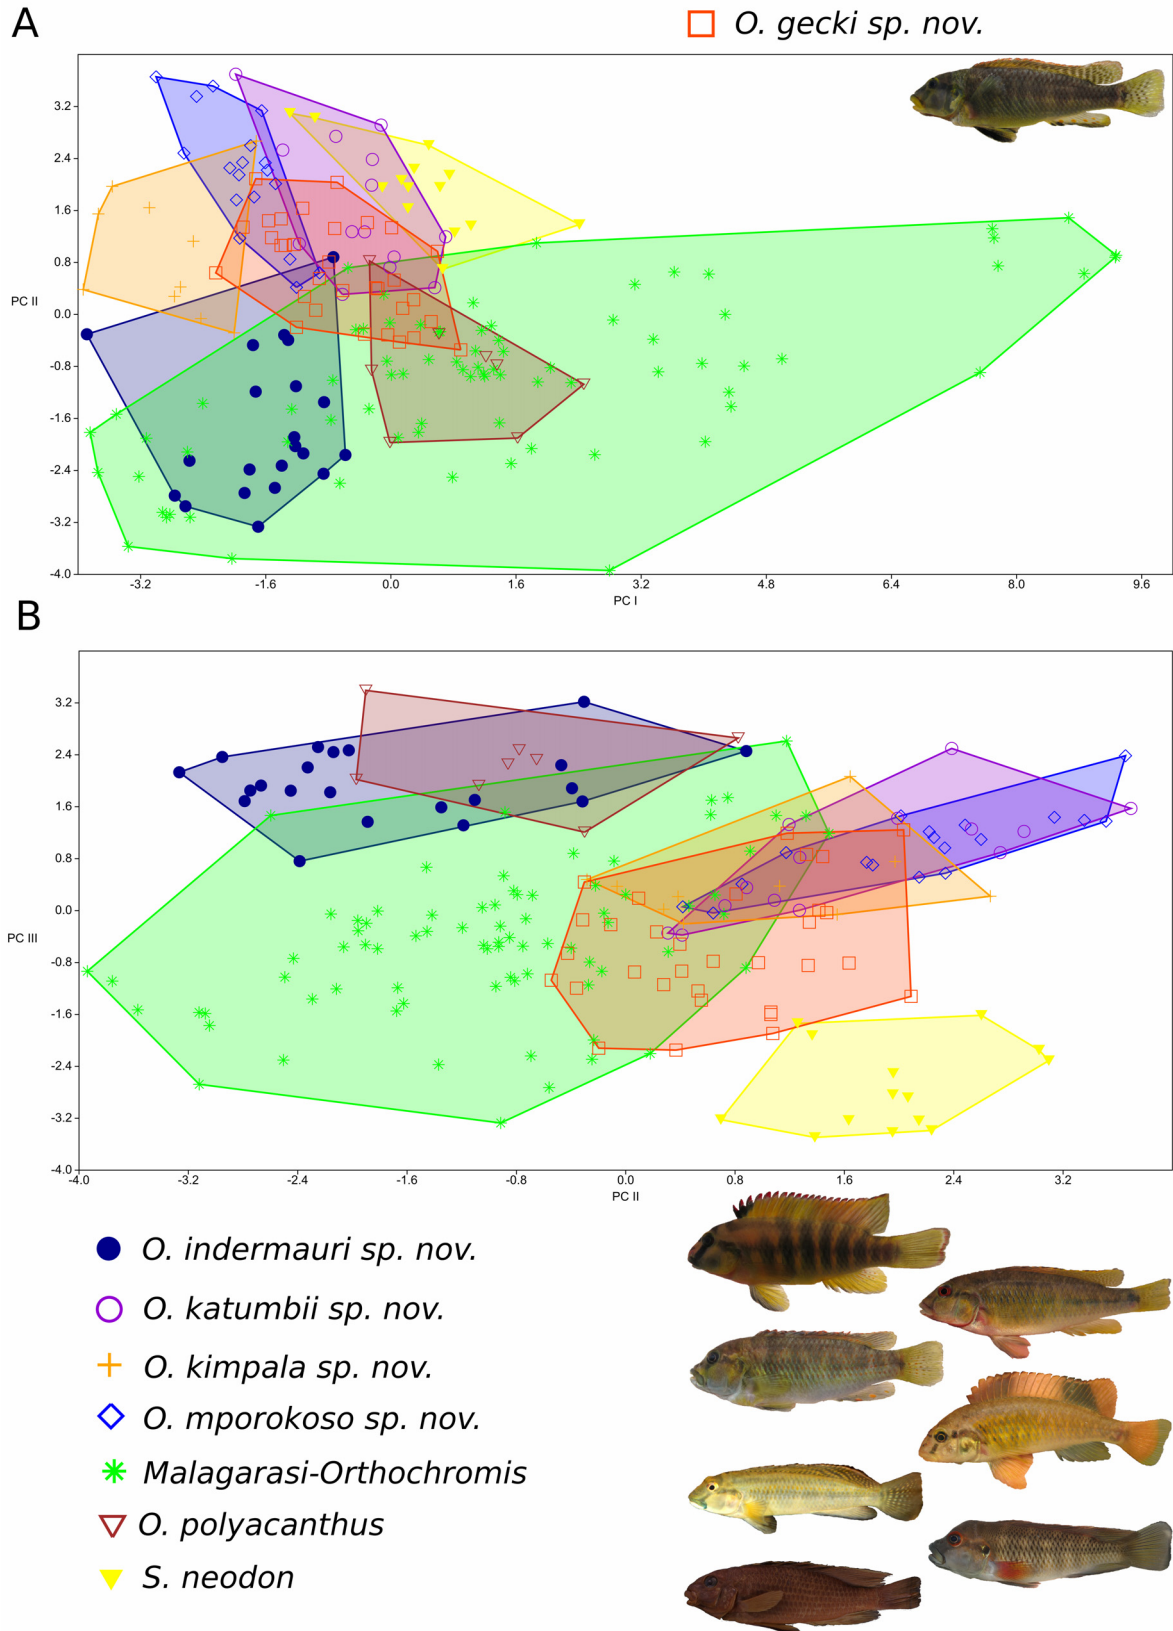 A
O. gecki sp. nov.
3.2
2.4
1.6
0.8
PC II
0.0
-0.8
-1.6
-2.4
-3.2
-4.0
-3.2 -1.6 0.0 1.6 3.2 4.8 6.4 8.0 9.6
PC I
B
3.2
2.4
1.6
0.8
0.0
PC III
-0.8
-1.6
-2.4
-3.2
-4.0
-4.0 -3.2 -2.4 -1.6 -0.8 0.0 0.8 1.6 2.4 3.2
PC II
O. indermauri sp. nov.
O. katumbii sp. nov.
O. kimpala sp. nov.
O. mporokoso sp. nov.
Malagarasi-Orthochromis
O. polyacanthus
S. neodon